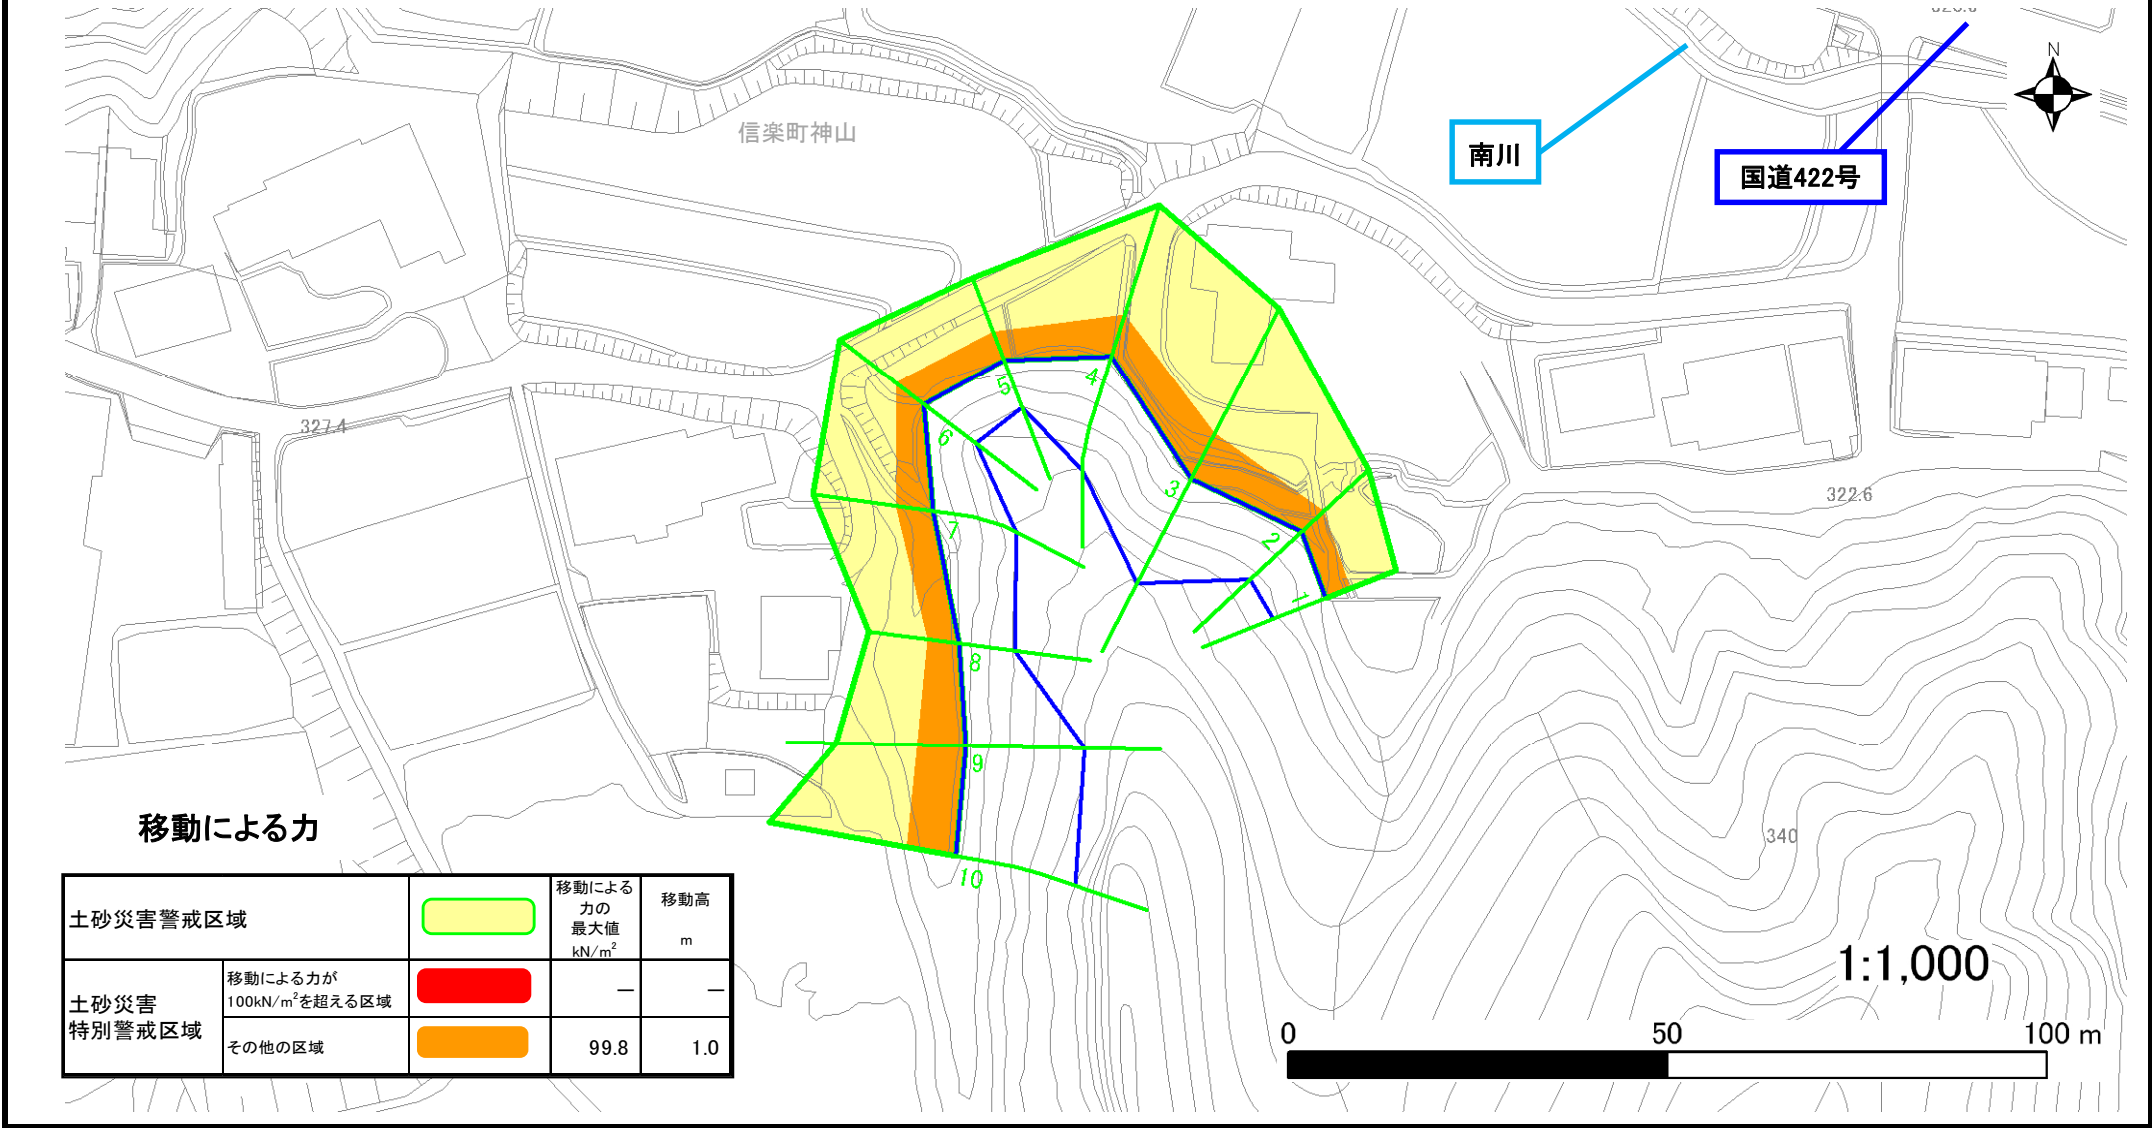 N
信楽町神山
南川
国道422号
5
4
6
327.4
3
322.6
7
2
1
8
9
移動による力
340
10
土砂災害警戒区域
移動による
力の
最大値
kN/m²
移動高
m
1:1,000
土砂災害
特別警戒区域
移動による力が
100kN/m²を超える区域
―
―
その他の区域
99.8
1.0
0
50
100 m